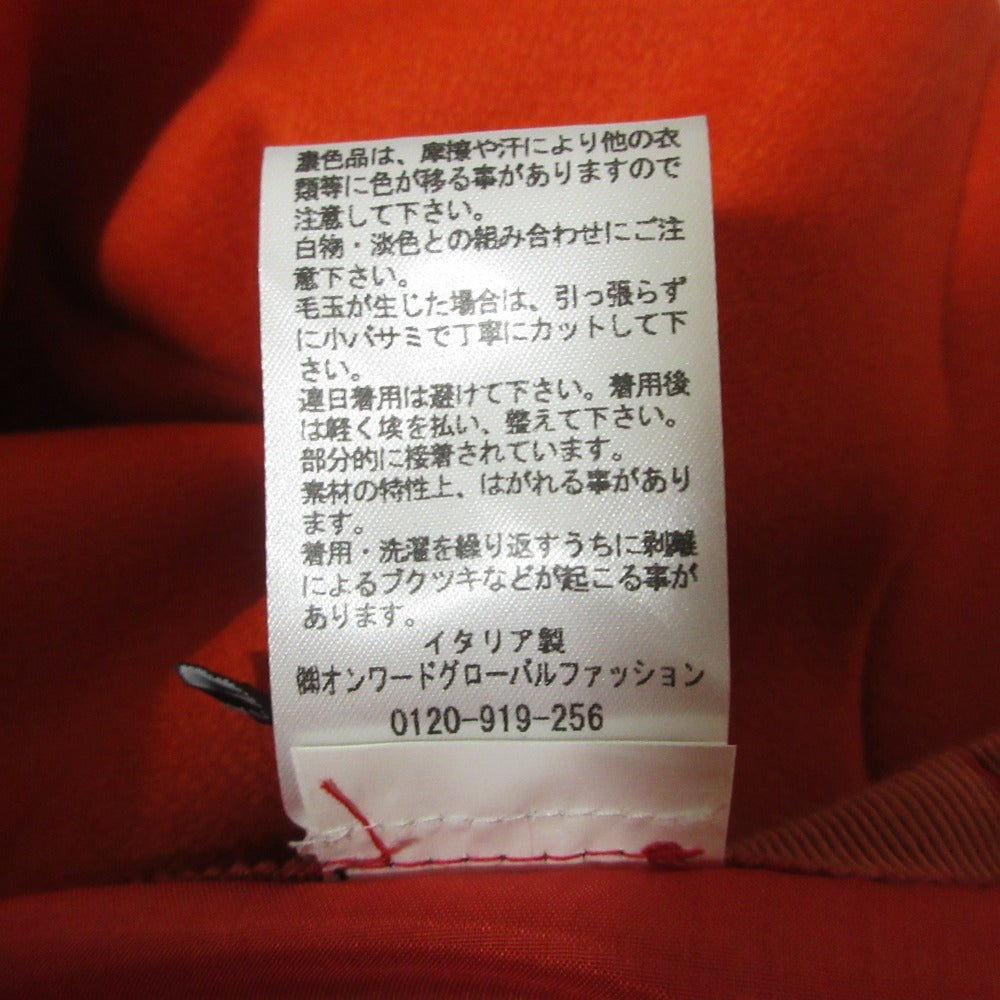 濃色品は、摩擦や汗により他の衣
類等に色が移る事がありますので
注意して下さい。
白物・淡色との組み合わせにご注
意下さい。
毛玉が生じた場合は、引っ張らず
に小バサミで丁寧にカットして下
さい。
連日着用は避けて下さい。着用後
は軽く埃を払い、整えて下さい。
部分的に接着されています。
素材の特性上、はがれる事があり
ます。
着用・洗濯を繰り返すうちに剥離
によるブクツキなどが起こる事が
あります。
イタリア製
㈱オンワードグローバルファッション
0120-919-256